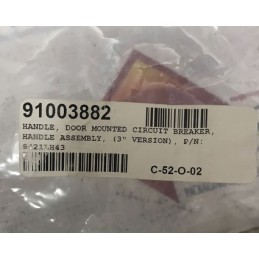 91003882
HANDLE, DOOR MOUNTED CIRCUIT BREAKER,
HANDLE ASSEMBLY, (3" VERSION), P/N:
C-52-O-02